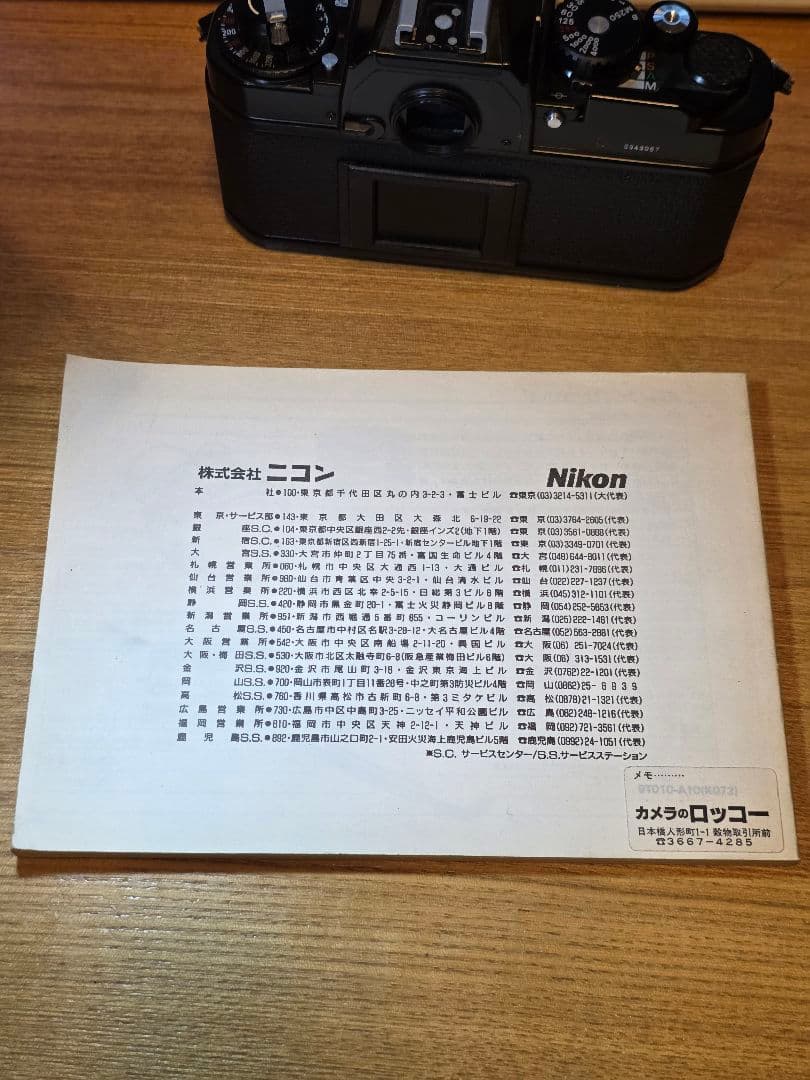 8949067
株式会社 ニコン Nikon
本 社●100・東京都千代田区丸の内3-2-3・富士ビル ☎東京(03)3214-5311(大代表)
東京・サービス部●143・東京都大田区大森北6-18-22 ☎東 京(03)3764-2605(代表)
銀 座S.C.●104・東京都中央区銀座西2-2先・銀座インズ2(地下1階) ☎東 京(03)3561-0868(代表)
新 宿S.C.●163・東京都新宿区西新宿1-25-1・新宿センタービル地下1階 ☎東 京(03)3349-0701(代表)
大 宮S.S.●330・大宮市仲町2丁目75番・富国生命ビル4階 ☎大 宮(048)644-8011(代表)
札幌営業所●060・札幌市中央区大通西1-13・大通ビル ☎札 幌(011)231-7896(代表)
仙台営業所●980・仙台市青葉区中央3-2-1・仙台清水ビル ☎仙 台(022)227-1237(代表)
横浜営業所●220・横浜市西区北幸2-5-15・日総第3ビル8階 ☎横 浜(045)312-1101(代表)
静 岡S.S.●420・静岡市黒金町20-1・富士火災静岡ビル8階 ☎静 岡(054)252-5653(代表)
新潟営業所●951・新潟市西堀通5番町855・コーリンビル ☎新 潟(025)222-1461(代表)
名古屋S.S.●450・名古屋市中村区名駅3-28-12・大名古屋ビル4階 ☎名古屋(052)563-2881(代表)
大阪営業所●542・大阪市中央区南船場2-11-20・興国ビル ☎大 阪(06) 251-7024(代表)
大阪・梅田S.S.●530・大阪市北区太融寺町6-8(阪急産業梅田ビル6階) ☎大 阪(06) 313-1531(代表)
金 沢S.S.●920・金沢市尾山町3-18・金沢東京海上ビル ☎金 沢(0762)22-1201(代表)
岡 山S.S.●700・岡山市表町1丁目11番28号・中之町第3防災ビル4階 ☎岡 山(0862)25-6939
高 松S.S.●760・香川県高松市古新町6-8・第3ミタケビル ☎高 松(0878)21-1321(代表)
広島営業所●730・広島市中区中島町3-25・ニッセイ平和公園ビル ☎広 島(082)248-1216(代表)
福岡営業所●810・福岡市中央区天神2-12-1・天神ビル ☎福 岡(092)721-3561(代表)
鹿児島S.S.●892・鹿児島市山之口町2-1・安田火災海上鹿児島ビル5階 ☎鹿児島(0992)24-1051(代表)
※S.C. サービスセンター/S.S.サービスステーション
メモ………
カメラのロッコー
日本橋人形町1-1 穀物取引所前
☎3667-4285